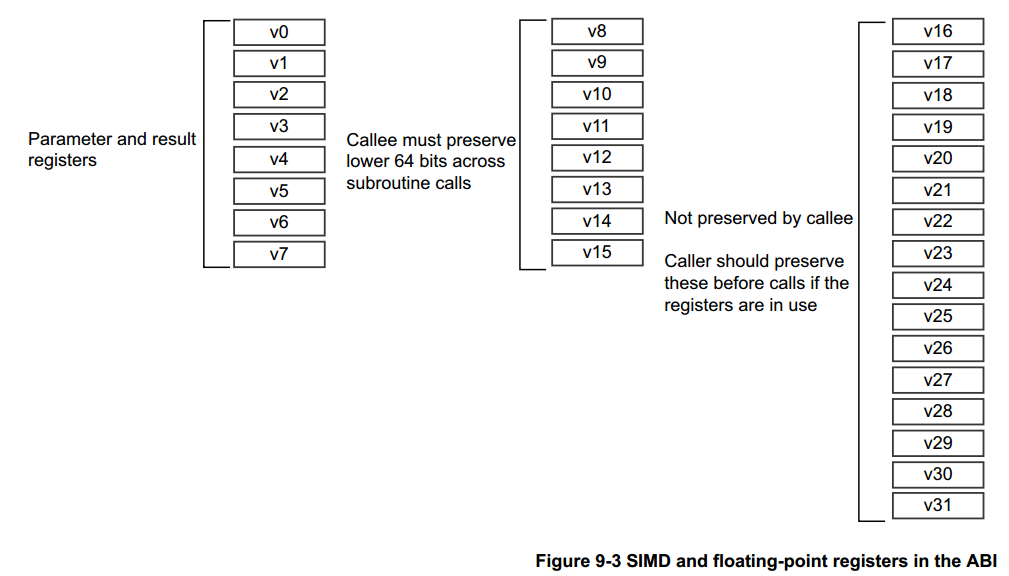 Parameter and result
registers
v0
v1
v2
v3
v4
v5
v6
v7
Callee must preserve
lower 64 bits across
subroutine calls
v8
v9
v10
v11
v12
v13
v14
v15
Not preserved by callee
Caller should preserve
these before calls if the
registers are in use
v16
v17
v18
v19
v20
v21
v22
v23
v24
v25
v26
v27
v28
v29
v30
v31
Figure 9-3 SIMD and floating-point registers in the ABI